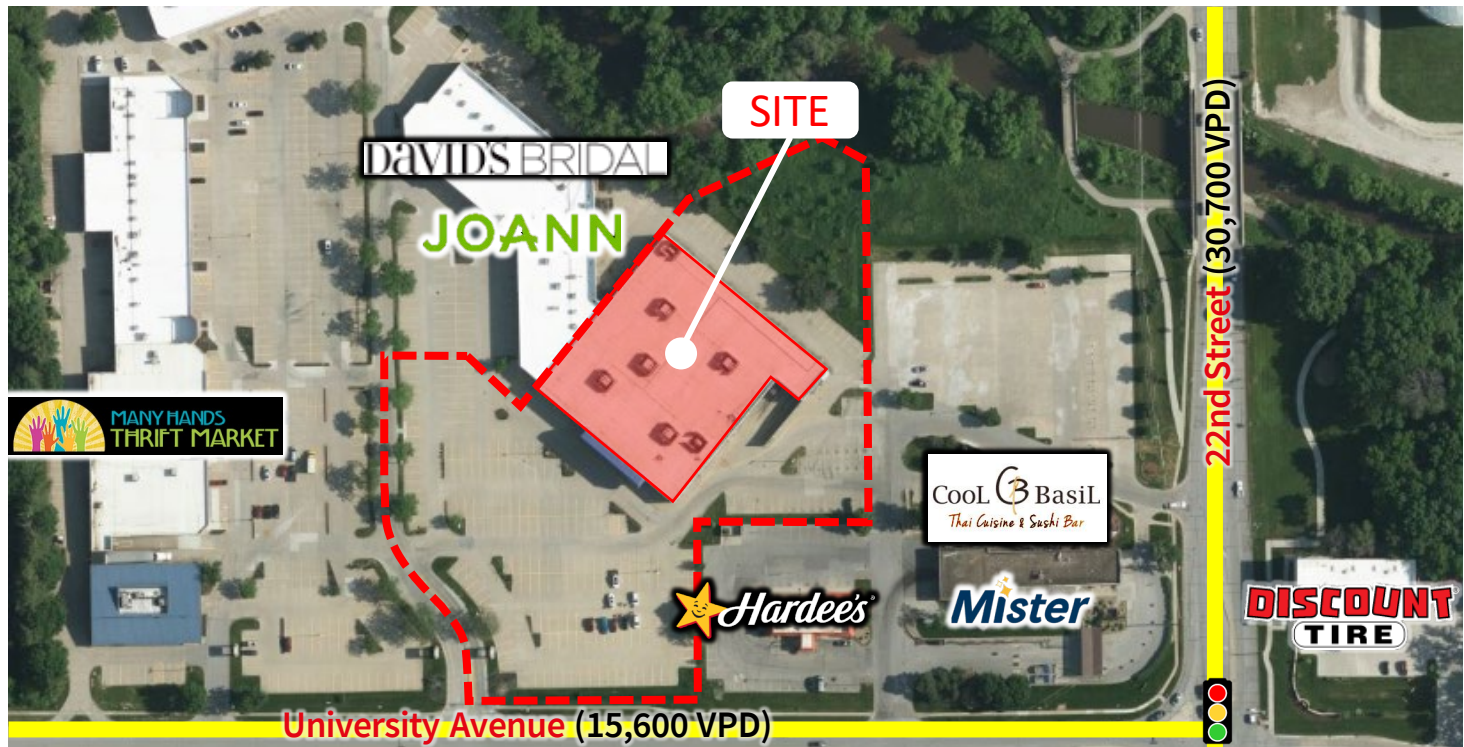 SITE
DAVID'S BRIDAL
JOANN
22nd Street (30,700 VPD)
MANY HANDS
THRIFT MARKET
CB
COOL BASIL
Thai Cuisine & Sushi Bar
Hardee's
Mister
DISCOUNT
TIRE
University Avenue (15,600 VPD)